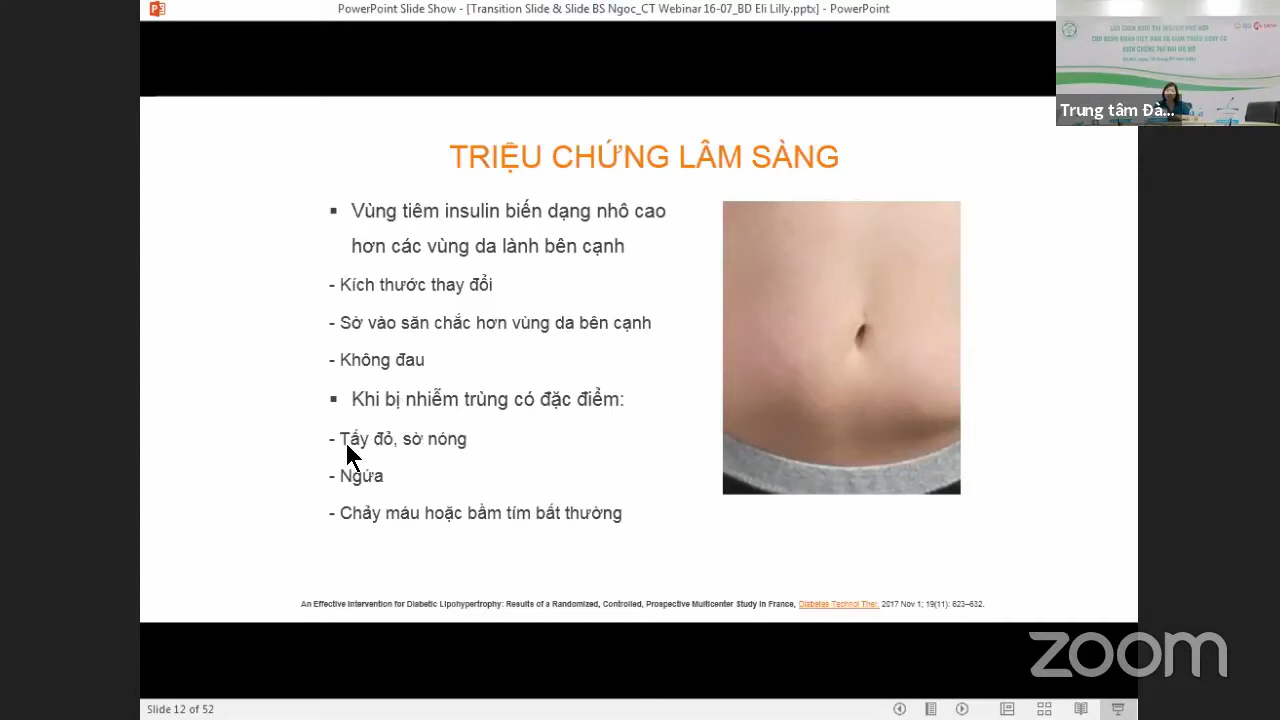 PowerPoint Slide Show - [Transition Slide & Slide BS Ngoc_CT Webinar 16-07_BD Eli Lilly.pptx] - PowerPoint
Trung tâm Đà...
TRIỆU CHỨNG LÂM SÀNG
▪ Vùng tiêm insulin biến dạng nhô cao
hơn các vùng da lành bên cạnh
- Kích thước thay đổi
- Sờ vào săn chắc hơn vùng da bên cạnh
- Không đau
▪ Khi bị nhiễm trùng có đặc điểm:
- Tấy đỏ, sờ nóng
- Ngứa
- Chảy máu hoặc bầm tím bất thường
An Effective Intervention for Diabetic Lipohypertrophy: Results of a Randomized, Controlled, Prospective Multicenter Study in France, Diabetes Technol Ther. 2017 Nov 1; 19(11): 623–632.
zoom
Slide 12 of 52